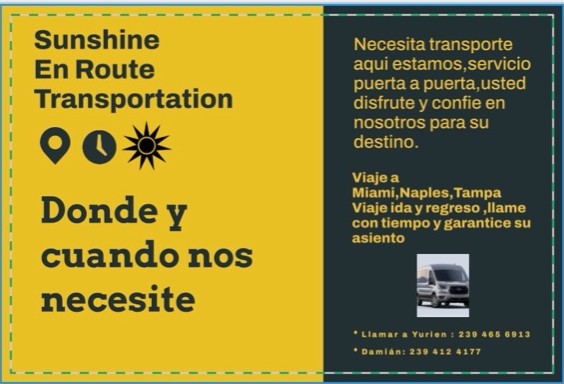 Sunshine
En Route
Transportation
Donde y
cuando nos
necesite
Necesita transporte
aqui estamos,servicio
puerta a puerta,usted
disfrute y confie en
nosotros para su
destino.
Viaje a
Miami,Naples,Tampa
Viaje ida y regreso ,llame
con tiempo y garantice su
asiento
* Llamar a Yurien : 239 465 6913
* Damián: 239 412 4177